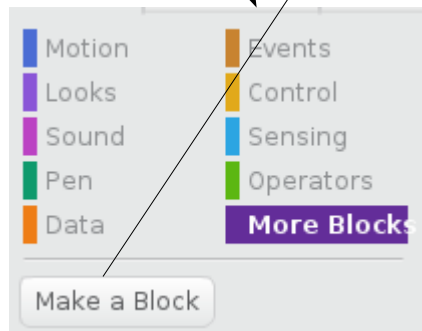 Motion
Events
Looks
Control
Sound
Sensing
Pen
Operators
Data
More Blocks
Make a Block